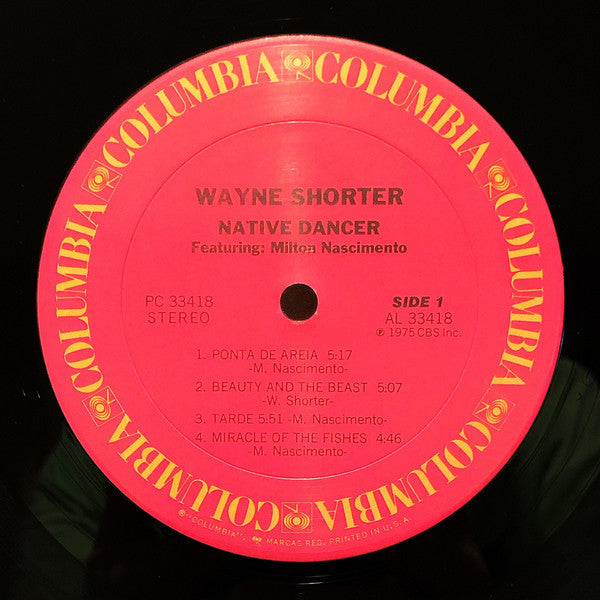 COLUMBIA COLUMBIA COLUMBIA COLUMBIA COLUMBIA COLUMBIA
WAYNE SHORTER
NATIVE DANCER
Featuring: Milton Nascimento
PC 33418
STEREO
SIDE 1
AL 33418
℗ 1975 CBS Inc.
1. PONTA DE AREIA 5:17
-M. Nascimento-
2. BEAUTY AND THE BEAST 5:07
-W. Shorter-
3. TARDE 5:51 -M. Nascimento-
4. MIRACLE OF THE FISHES 4:46
-M. Nascimento-
®"COLUMBIA", MARCAS REG. PRINTED IN U.S.A.